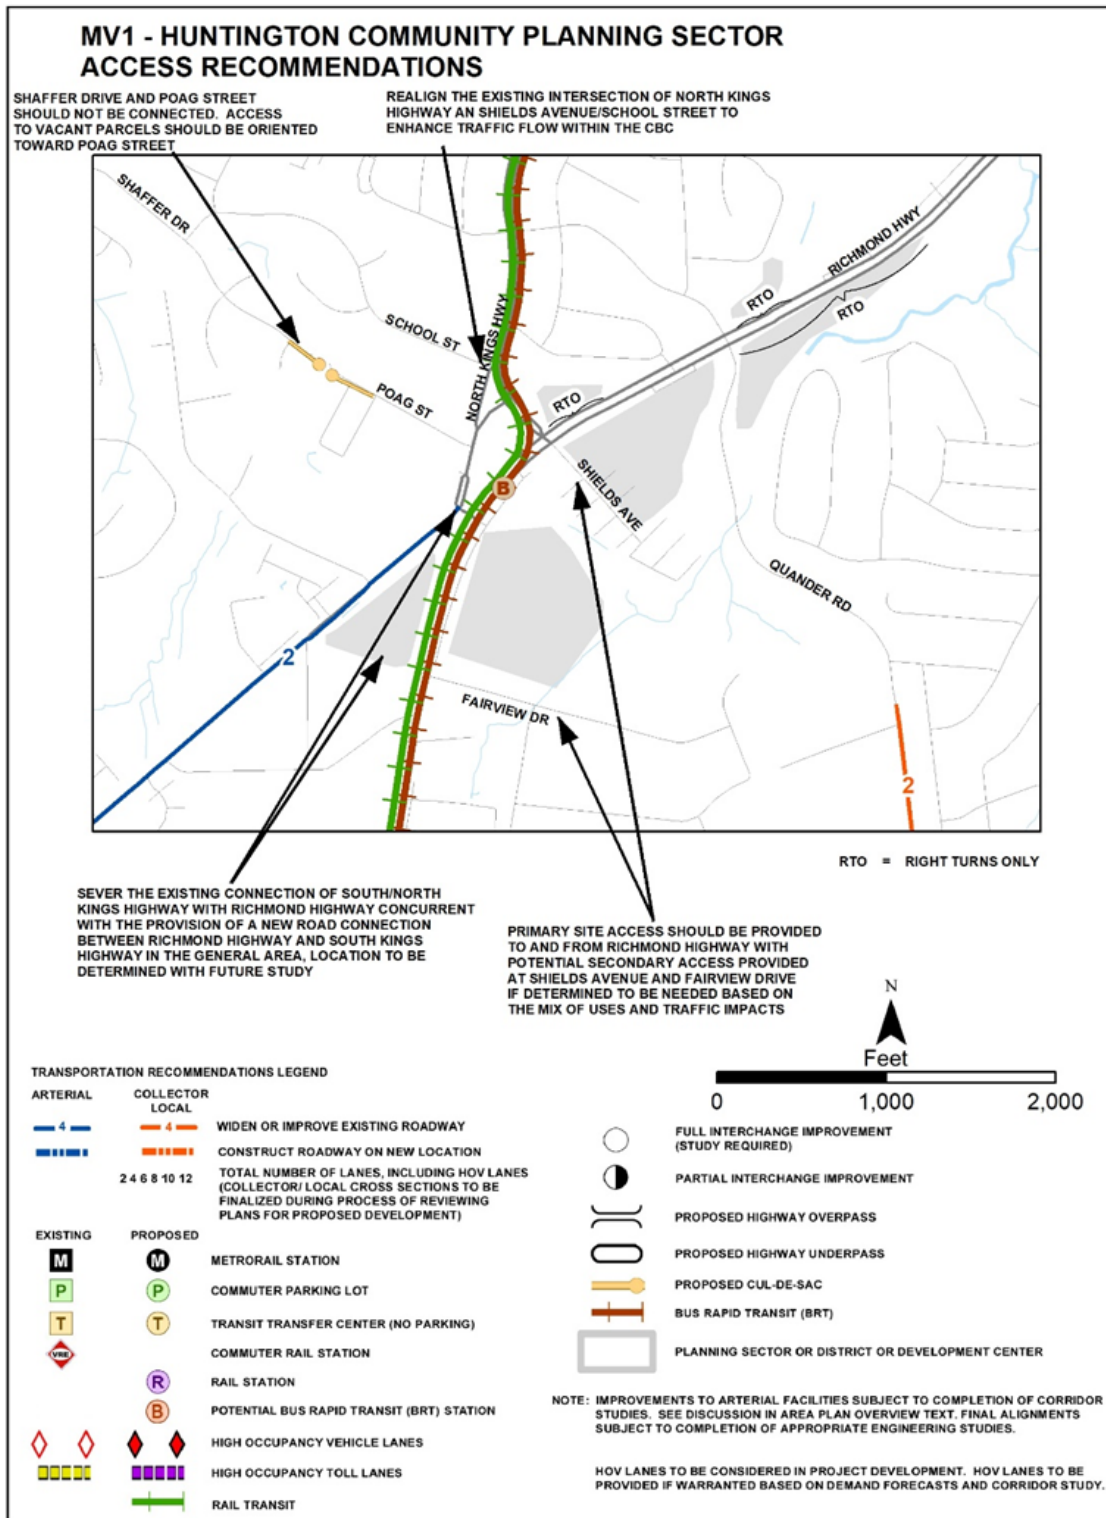 MV1 - HUNTINGTON COMMUNITY PLANNING SECTOR
ACCESS RECOMMENDATIONS
SHAFFER DRIVE AND POAG STREET
SHOULD NOT BE CONNECTED. ACCESS
TO VACANT PARCELS SHOULD BE ORIENTED
TOWARD POAG STREET
REALIGN THE EXISTING INTERSECTION OF NORTH KINGS
HIGHWAY AN SHIELDS AVENUE/SCHOOL STREET TO
ENHANCE TRAFFIC FLOW WITHIN THE CBC
SHAFFER DR
RICHMOND HWY
RTO
RTO
SCHOOL ST
NORTH KINGS HWY
POAG ST
RTO
B
SHIELDS AVE
QUANDER RD
2
FAIRVIEW DR
2
RTO = RIGHT TURNS ONLY
SEVER THE EXISTING CONNECTION OF SOUTH/NORTH
KINGS HIGHWAY WITH RICHMOND HIGHWAY CONCURRENT
WITH THE PROVISION OF A NEW ROAD CONNECTION
BETWEEN RICHMOND HIGHWAY AND SOUTH KINGS
HIGHWAY IN THE GENERAL AREA, LOCATION TO BE
DETERMINED WITH FUTURE STUDY
PRIMARY SITE ACCESS SHOULD BE PROVIDED
TO AND FROM RICHMOND HIGHWAY WITH
POTENTIAL SECONDARY ACCESS PROVIDED
AT SHIELDS AVENUE AND FAIRVIEW DRIVE
IF DETERMINED TO BE NEEDED BASED ON
THE MIX OF USES AND TRAFFIC IMPACTS
N
Feet
0 1,000 2,000
TRANSPORTATION RECOMMENDATIONS LEGEND
ARTERIAL COLLECTOR
LOCAL
4 4 WIDEN OR IMPROVE EXISTING ROADWAY
CONSTRUCT ROADWAY ON NEW LOCATION
2 4 6 8 10 12 TOTAL NUMBER OF LANES, INCLUDING HOV LANES
(COLLECTOR/ LOCAL CROSS SECTIONS TO BE
FINALIZED DURING PROCESS OF REVIEWING
PLANS FOR PROPOSED DEVELOPMENT)
EXISTING PROPOSED
M M METRORAIL STATION
P P COMMUTER PARKING LOT
T T TRANSIT TRANSFER CENTER (NO PARKING)
VRE COMMUTER RAIL STATION
R RAIL STATION
B POTENTIAL BUS RAPID TRANSIT (BRT) STATION
HIGH OCCUPANCY VEHICLE LANES
HIGH OCCUPANCY TOLL LANES
RAIL TRANSIT
FULL INTERCHANGE IMPROVEMENT
(STUDY REQUIRED)
PARTIAL INTERCHANGE IMPROVEMENT
PROPOSED HIGHWAY OVERPASS
PROPOSED HIGHWAY UNDERPASS
PROPOSED CUL-DE-SAC
BUS RAPID TRANSIT (BRT)
PLANNING SECTOR OR DISTRICT OR DEVELOPMENT CENTER
NOTE: IMPROVEMENTS TO ARTERIAL FACILITIES SUBJECT TO COMPLETION OF CORRIDOR
STUDIES. SEE DISCUSSION IN AREA PLAN OVERVIEW TEXT. FINAL ALIGNMENTS
SUBJECT TO COMPLETION OF APPROPRIATE ENGINEERING STUDIES.
HOV LANES TO BE CONSIDERED IN PROJECT DEVELOPMENT. HOV LANES TO BE
PROVIDED IF WARRANTED BASED ON DEMAND FORECASTS AND CORRIDOR STUDY.